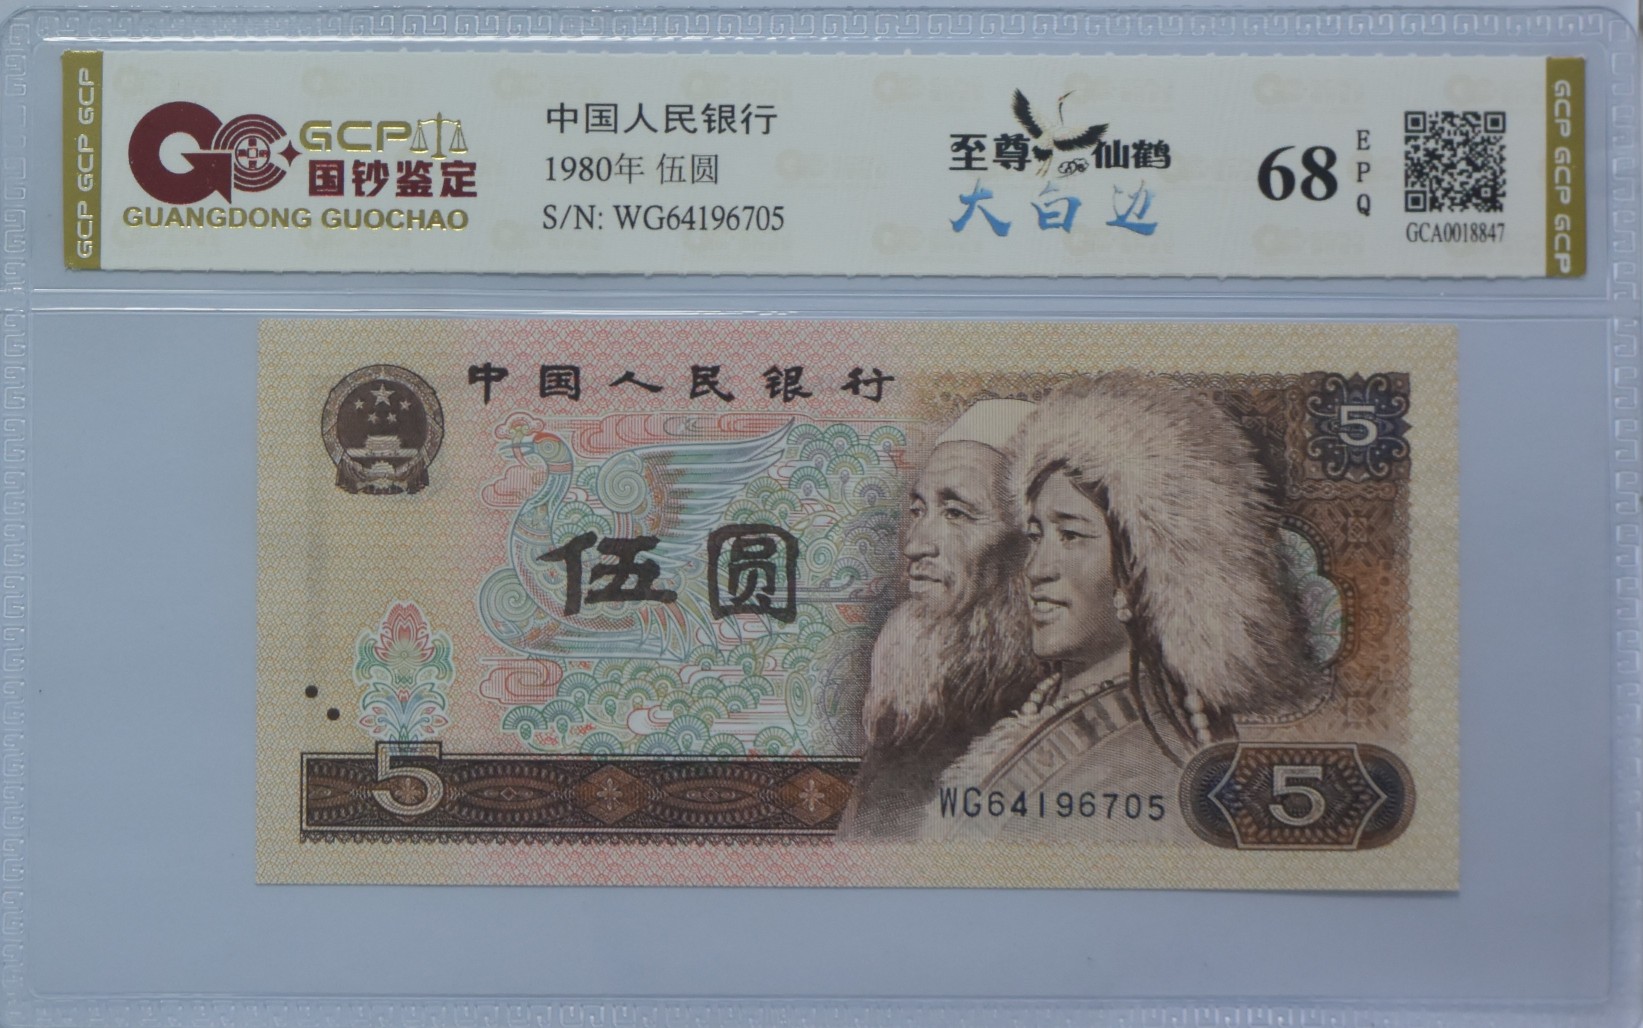 GCP GCP GCP
GCP
国钞鉴定
GUANGDONG GUOCHAO
中国人民银行
1980年 伍圆
S/N: WG64196705
至尊 仙鹤
大白边
68
EPQ
GCA0018847
GCP GCP GCP
中国人民银行
5
伍圆
5
WG64196705
5